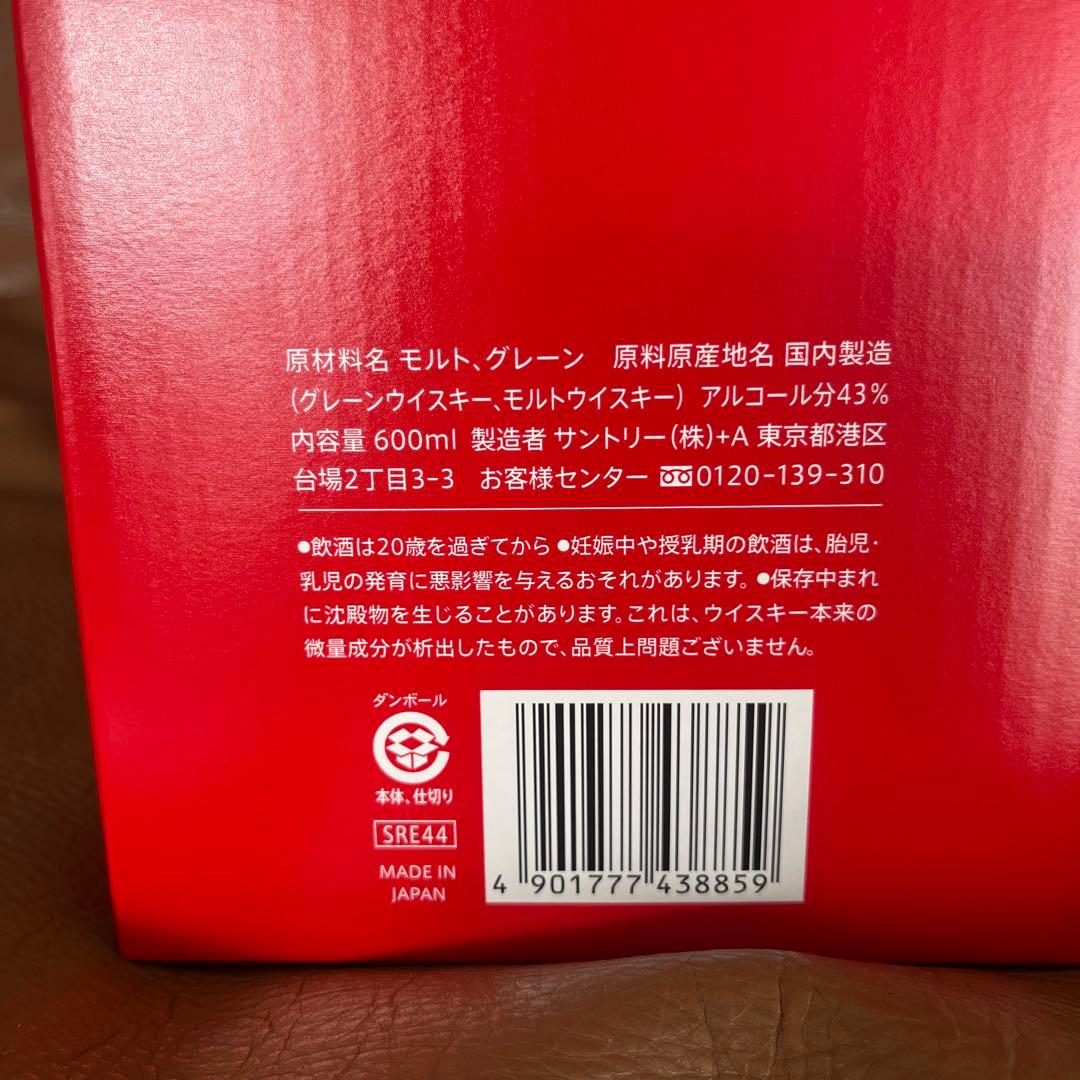 原材料名 モルト、グレーン　原料原産地名 国内製造
(グレーンウイスキー、モルトウイスキー)　アルコール分43%
内容量 600ml 製造者 サントリー(株)+A 東京都港区
台場2丁目3-3　お客様センター 0120-139-310
●飲酒は20歳を過ぎてから ●妊娠中や授乳期の飲酒は、胎児・
乳児の発育に悪影響を与えるおそれがあります。●保存中まれ
に沈殿物を生じることがあります。これは、ウイスキー本来の
微量成分が析出したもので、品質上問題ございません。
ダンボール
本体、仕切り
SRE44
MADE IN
JAPAN
4 901777 438859